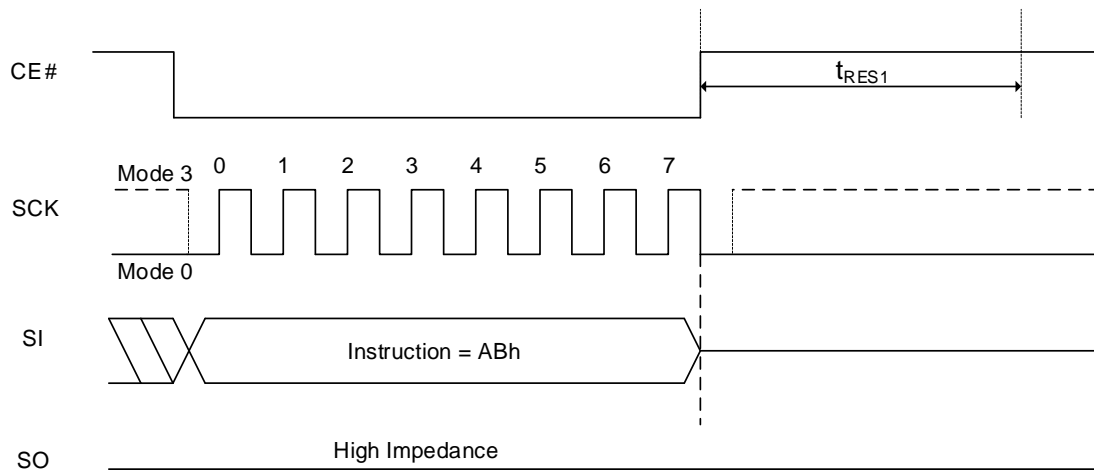 CE#
tRES1
Mode 3
0 1 2 3 4 5 6 7
SCK
Mode 0
SI
Instruction = ABh
High Impedance
SO